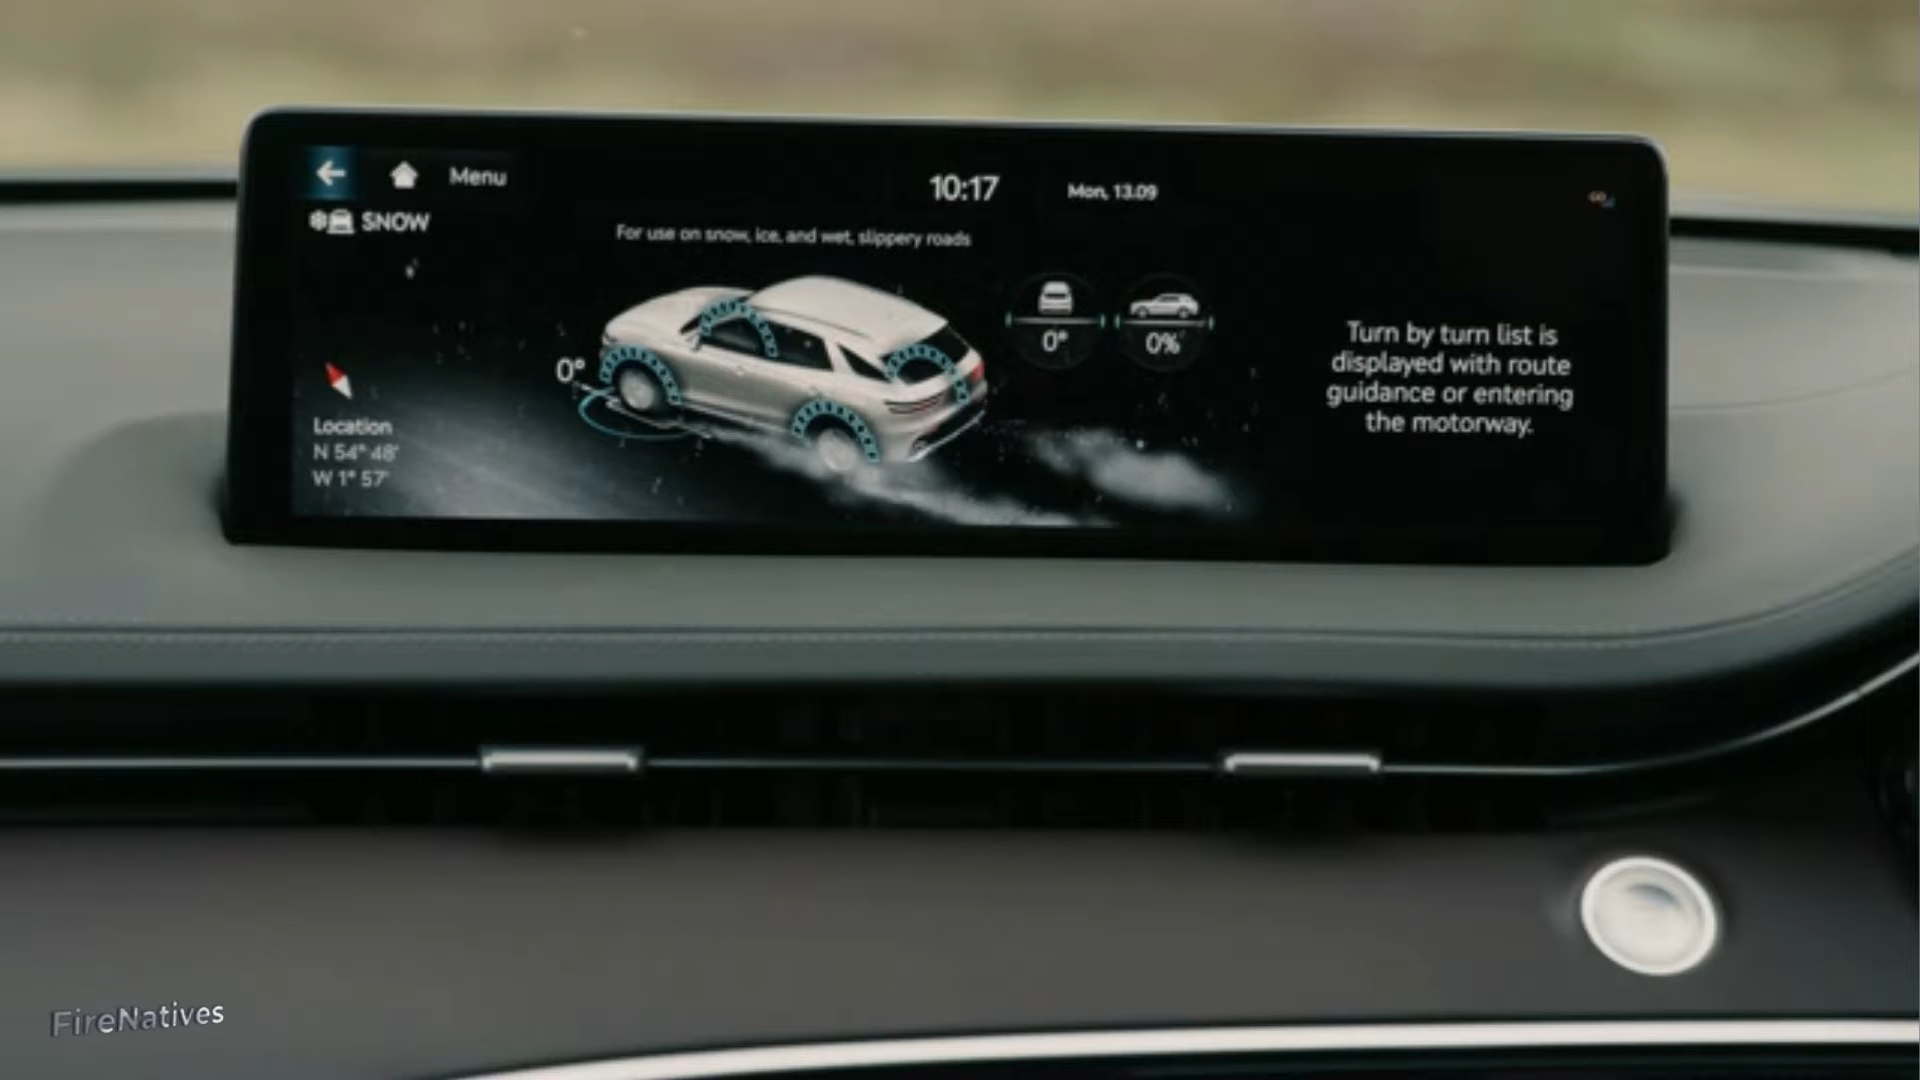 Menu
10:17
Mon, 13.09
SNOW
For use on snow, ice, and wet, slippery roads
0°
0%
0°
Turn by turn list is
displayed with route
guidance or entering
the motorway.
Location
N 54° 48'
W 1° 57'
FireNatives